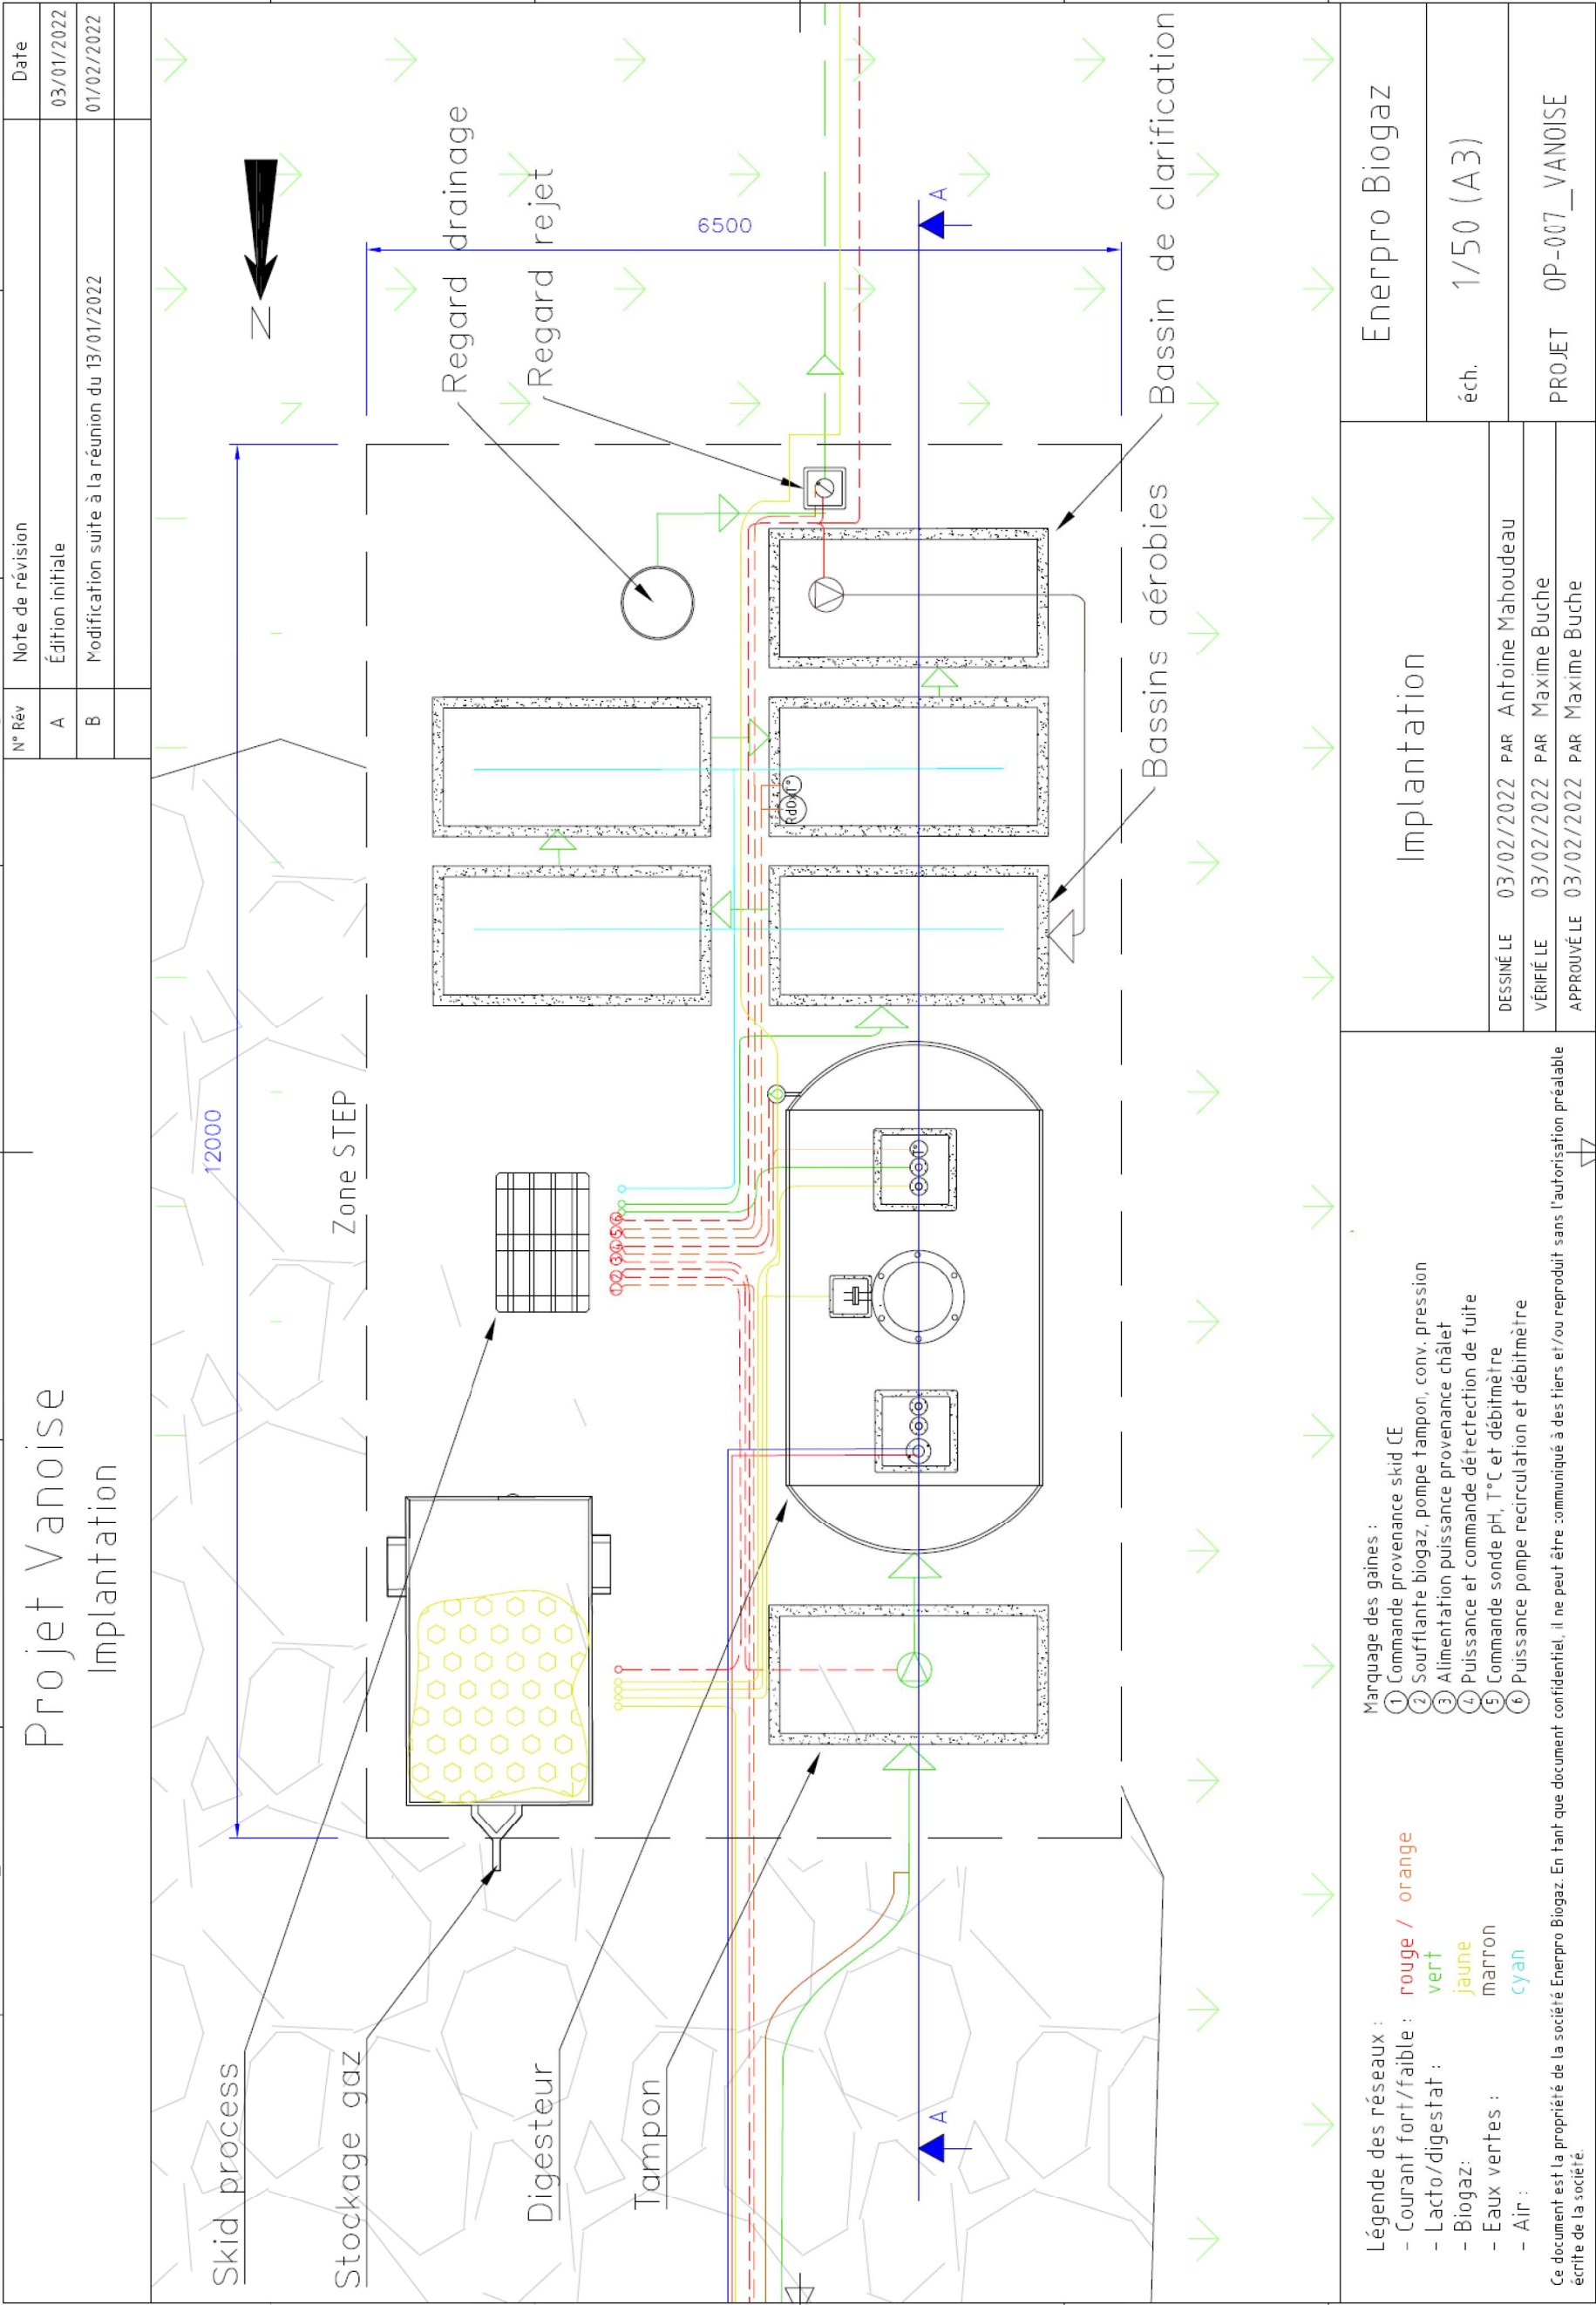 Projet Vanoise
Implantation
N° Rév
Note de révision
Date
A
Édition initiale
03/01/2022
B
Modification suite à la réunion du 13/01/2022
01/02/2022
N
12000
6500
Zone STEP
Skid process
Stockage gaz
Digesteur
Tampon
Regard drainage
Regard rejet
Bassin de clarification
Bassins aérobies
A
A
1
2
3
4
5
6
RdOx
T°
T°
Légende des réseaux :
- Courant fort/faible : rouge / orange
- Lacto/digestat : vert
- Biogaz: jaune
- Eaux vertes : marron
- Air : cyan
Marquage des gaines :
1 Commande provenance skid CE
2 Soufflante biogaz, pompe tampon, conv. pression
3 Alimentation puissance provenance châlet
4 Puissance et commande détectection de fuite
5 Commande sonde pH, T°C et débitmètre
6 Puissance pompe recirculation et débitmètre
Ce document est la propriété de la société Enerpro Biogaz. En tant que document confidentiel, il ne peut être communiqué à des tiers et/ou reproduit sans l'autorisation préalable
écrite de la société.
Implantation
DESSINÉ LE 03/02/2022 PAR Antoine Mahoudeau
VÉRIFIÉ LE 03/02/2022 PAR Maxime Buche
APPROUVÉ LE 03/02/2022 PAR Maxime Buche
Enerpro Biogaz
éch. 1/50 (A3)
PROJET OP-007_VANOISE